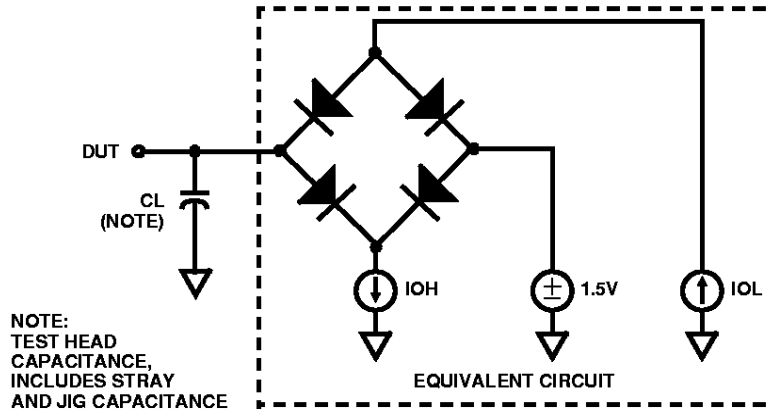 DUT
CL
(NOTE)
IOH
±
1.5V
IOL
NOTE:
TEST HEAD
CAPACITANCE,
INCLUDES STRAY
AND JIG CAPACITANCE
EQUIVALENT CIRCUIT